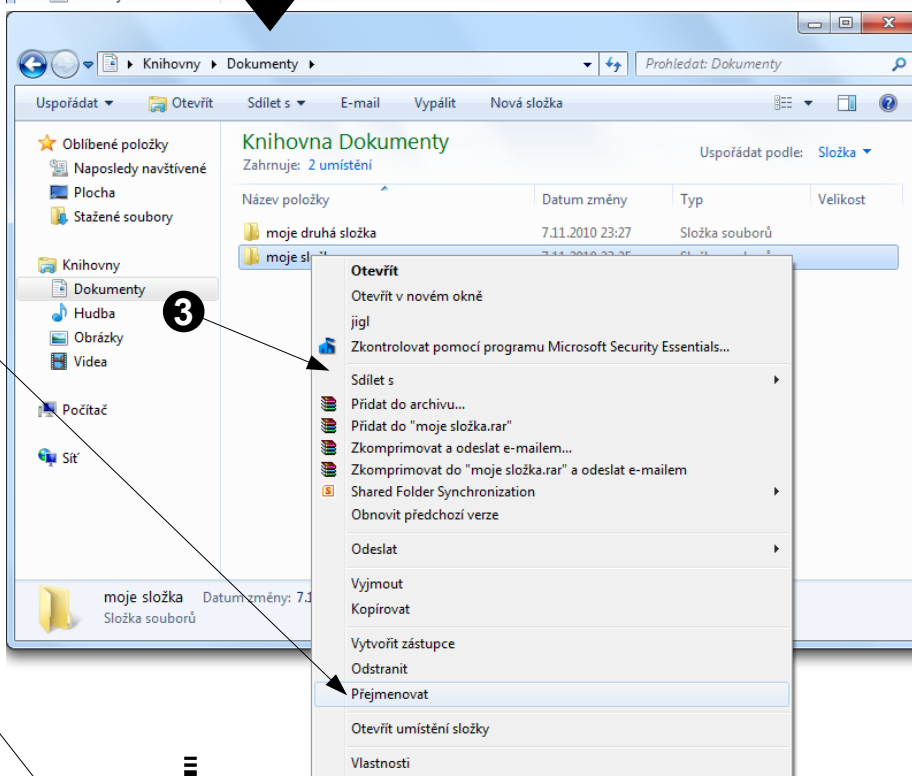 Knihovny Dokumenty Prohledat: Dokumenty
Uspořádat Otevřít Sdílet s E-mail Vypálit Nová složka
Oblíbené položky
Naposledy navštívené
Plocha
Stažené soubory
Knihovny
Dokumenty
Hudba
Obrázky
Videa
Počítač
Síť
Knihovna Dokumenty
Zahrnuje: 2 umístění
Uspořádat podle: Složka
Název položky Datum změny Typ Velikost
moje druhá složka 7.11.2010 23:27 Složka souborů
moje
3
Otevřít
Otevřít v novém okně
jigl
Zkontrolovat pomocí programu Microsoft Security Essentials...
Sdílet s
Přidat do archivu...
Přidat do "moje složka.rar"
Zkomprimovat a odeslat e-mailem...
Zkomprimovat do "moje složka.rar" a odeslat e-mailem
Shared Folder Synchronization
Obnovit předchozí verze
Odeslat
Vyjmout
Kopírovat
Vytvořit zástupce
Odstranit
Přejmenovat
Otevřít umístění složky
Vlastnosti
moje složka Datum změny:
Složka souborů